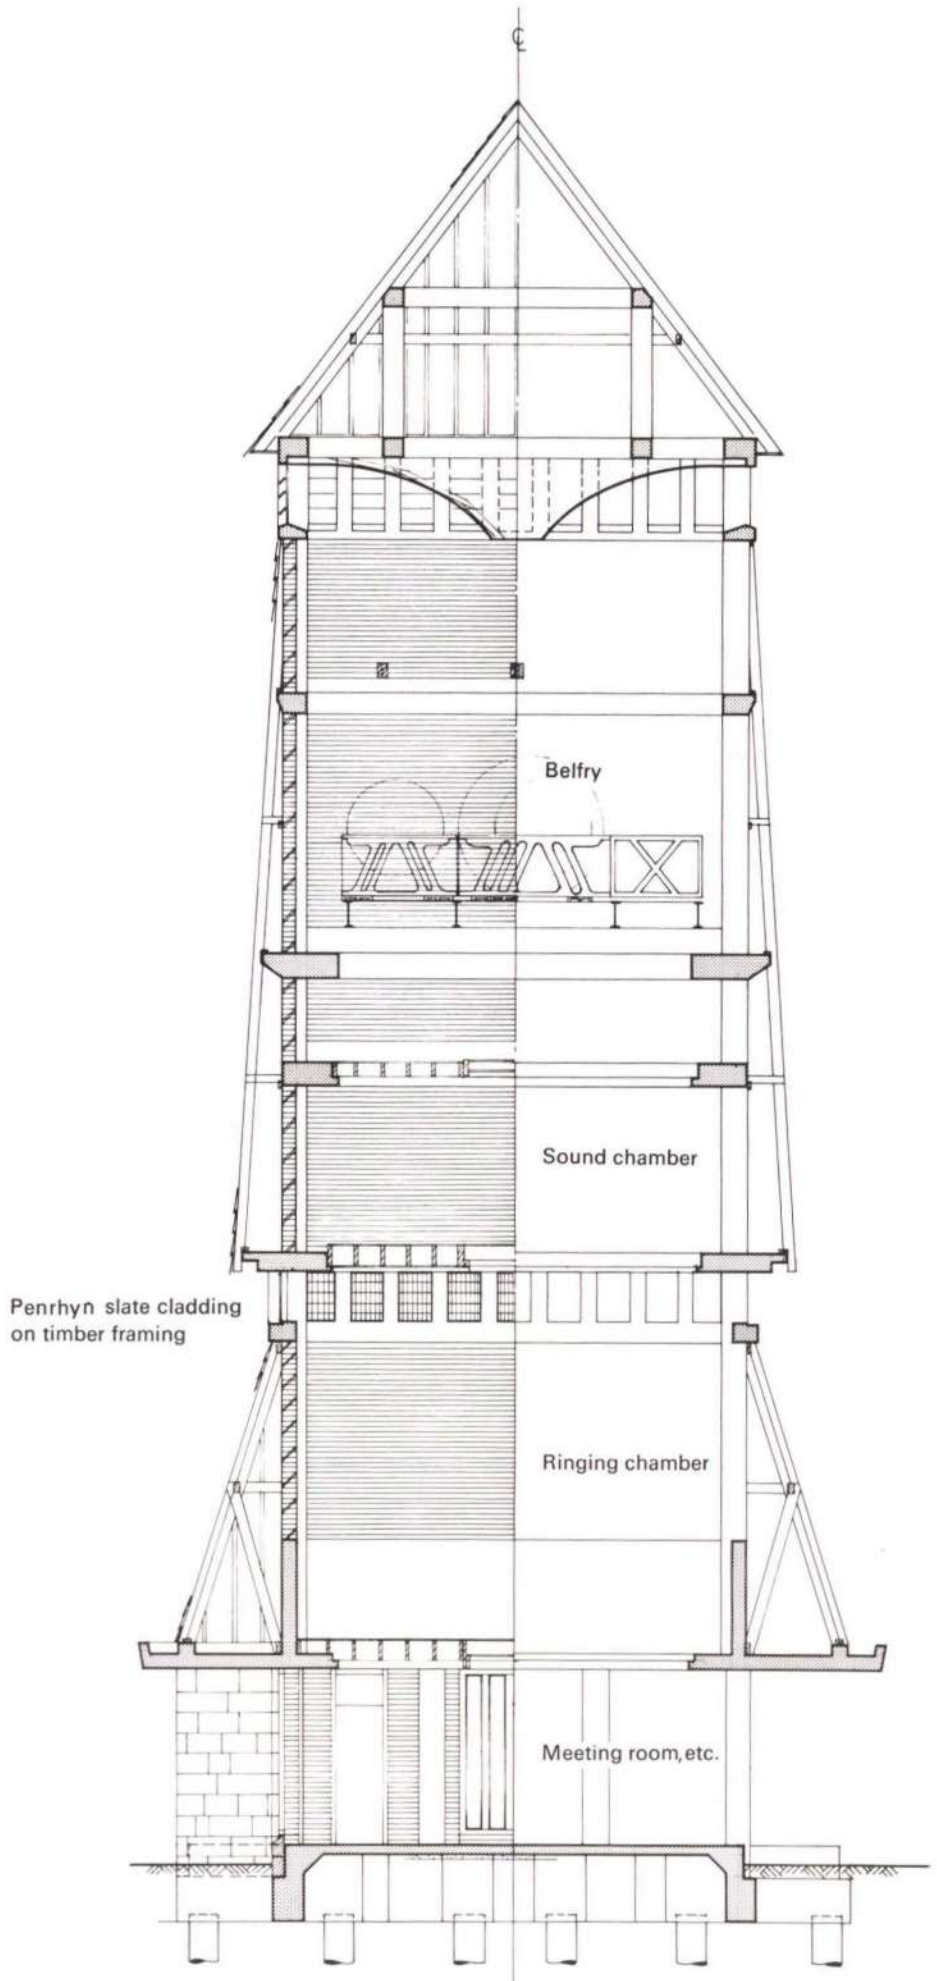 ℄
Belfry
Sound chamber
Penrhyn slate cladding
on timber framing
Ringing chamber
Meeting room, etc.